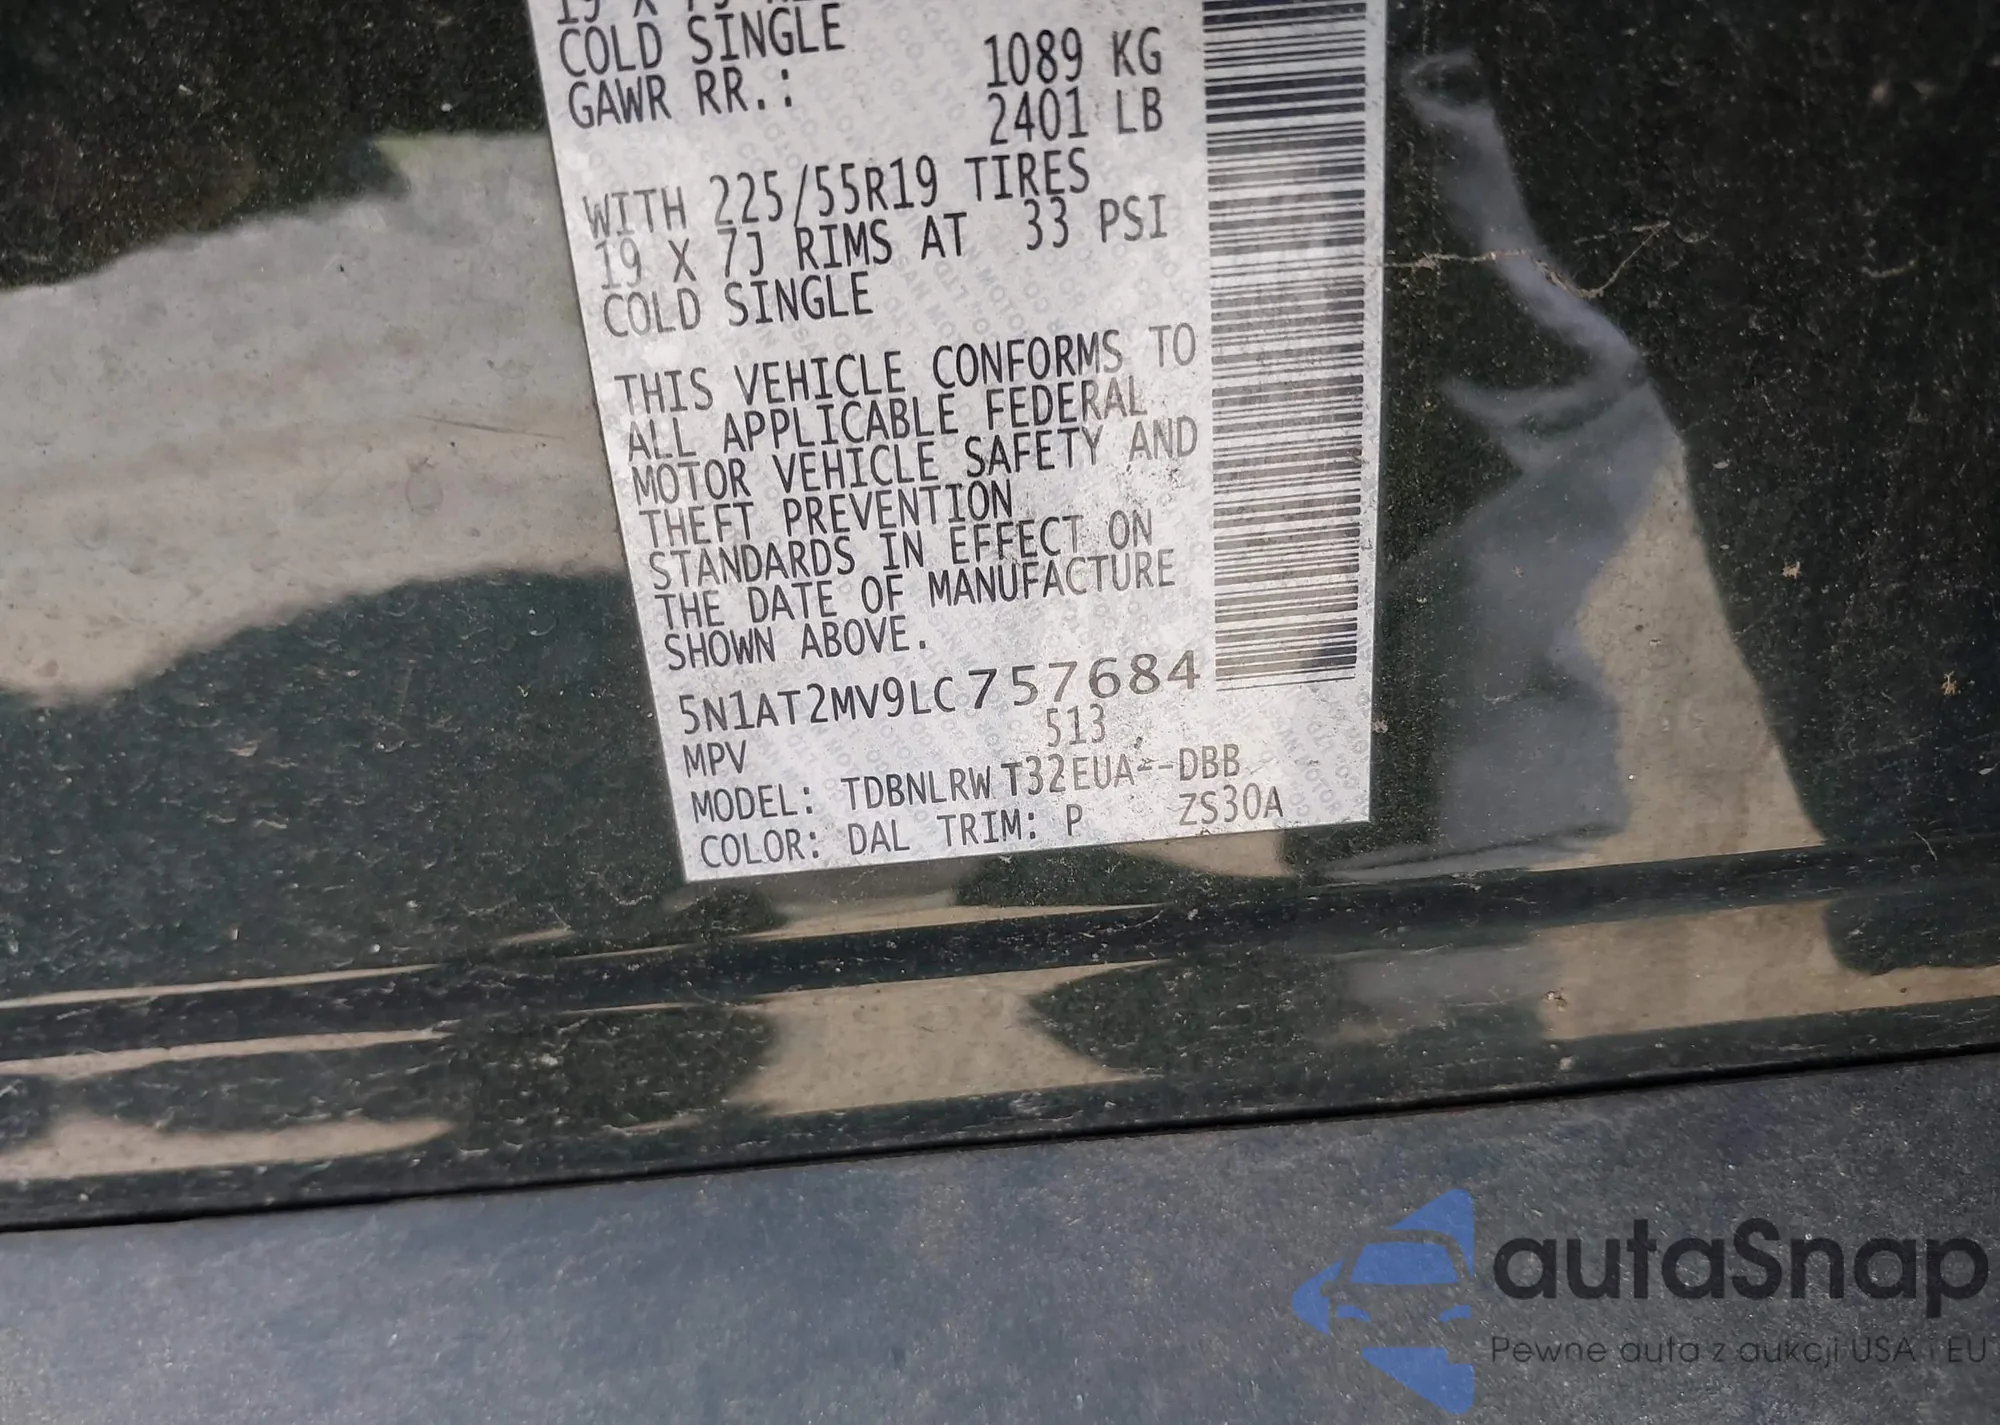 COLD SINGLE
GAWR RR.: 1089 KG
2401 LB
WITH 225/55R19 TIRES
19 X 7J RIMS AT 33 PSI
COLD SINGLE
THIS VEHICLE CONFORMS TO
ALL APPLICABLE FEDERAL
MOTOR VEHICLE SAFETY AND
THEFT PREVENTION
STANDARDS IN EFFECT ON
THE DATE OF MANUFACTURE
SHOWN ABOVE.
5N1AT2MV9LC757684
MPV 513
MODEL: TDBNLRW T32EUA--DBB
COLOR: DAL TRIM: P ZS30A
autaSnap
Pewne auta z aukcji USA i EU